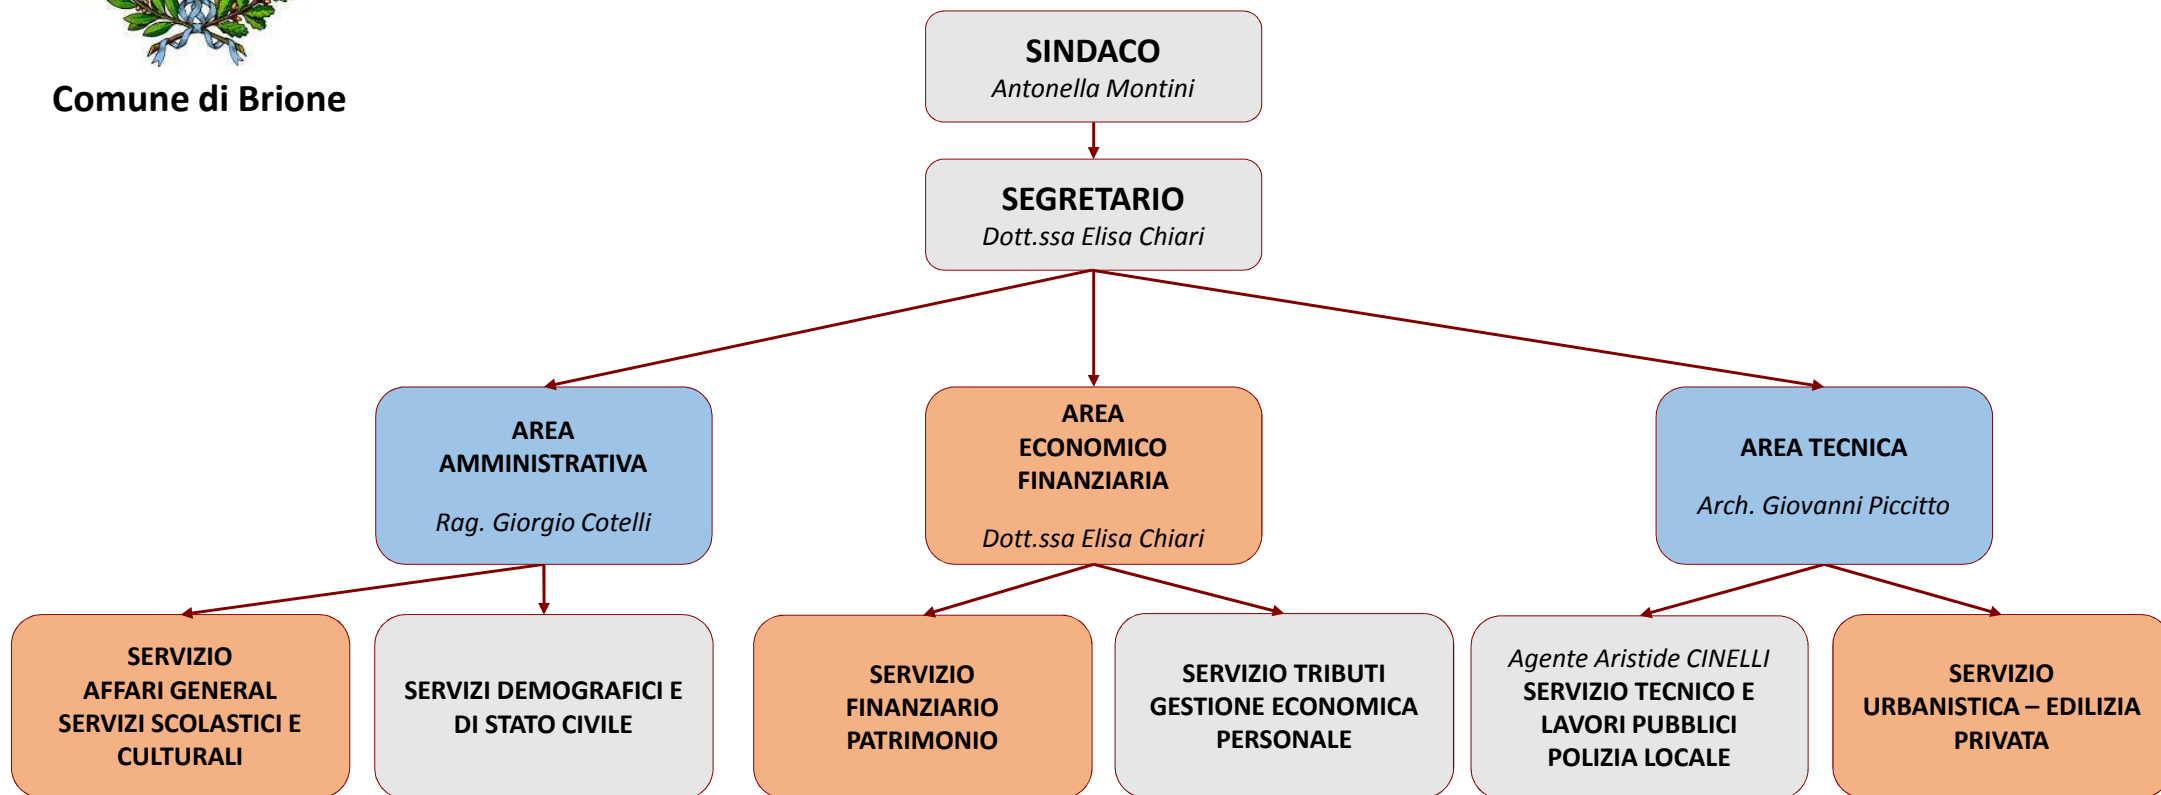 Comune di Brione
SINDACO
Antonella Montini
SEGRETARIO
Dott.ssa Elisa Chiari
AREA
AMMINISTRATIVA
Rag. Giorgio Cotelli
AREA
ECONOMICO
FINANZIARIA
Dott.ssa Elisa Chiari
AREA TECNICA
Arch. Giovanni Piccitto
SERVIZIO
AFFARI GENERAL
SERVIZI SCOLASTICI E
CULTURALI
SERVIZI DEMOGRAFICI E
DI STATO CIVILE
SERVIZIO
FINANZIARIO
PATRIMONIO
SERVIZIO TRIBUTI
GESTIONE ECONOMICA
PERSONALE
Agente Aristide CINELLI
SERVIZIO TECNICO E
LAVORI PUBBLICI
POLIZIA LOCALE
SERVIZIO
URBANISTICA – EDILIZIA
PRIVATA